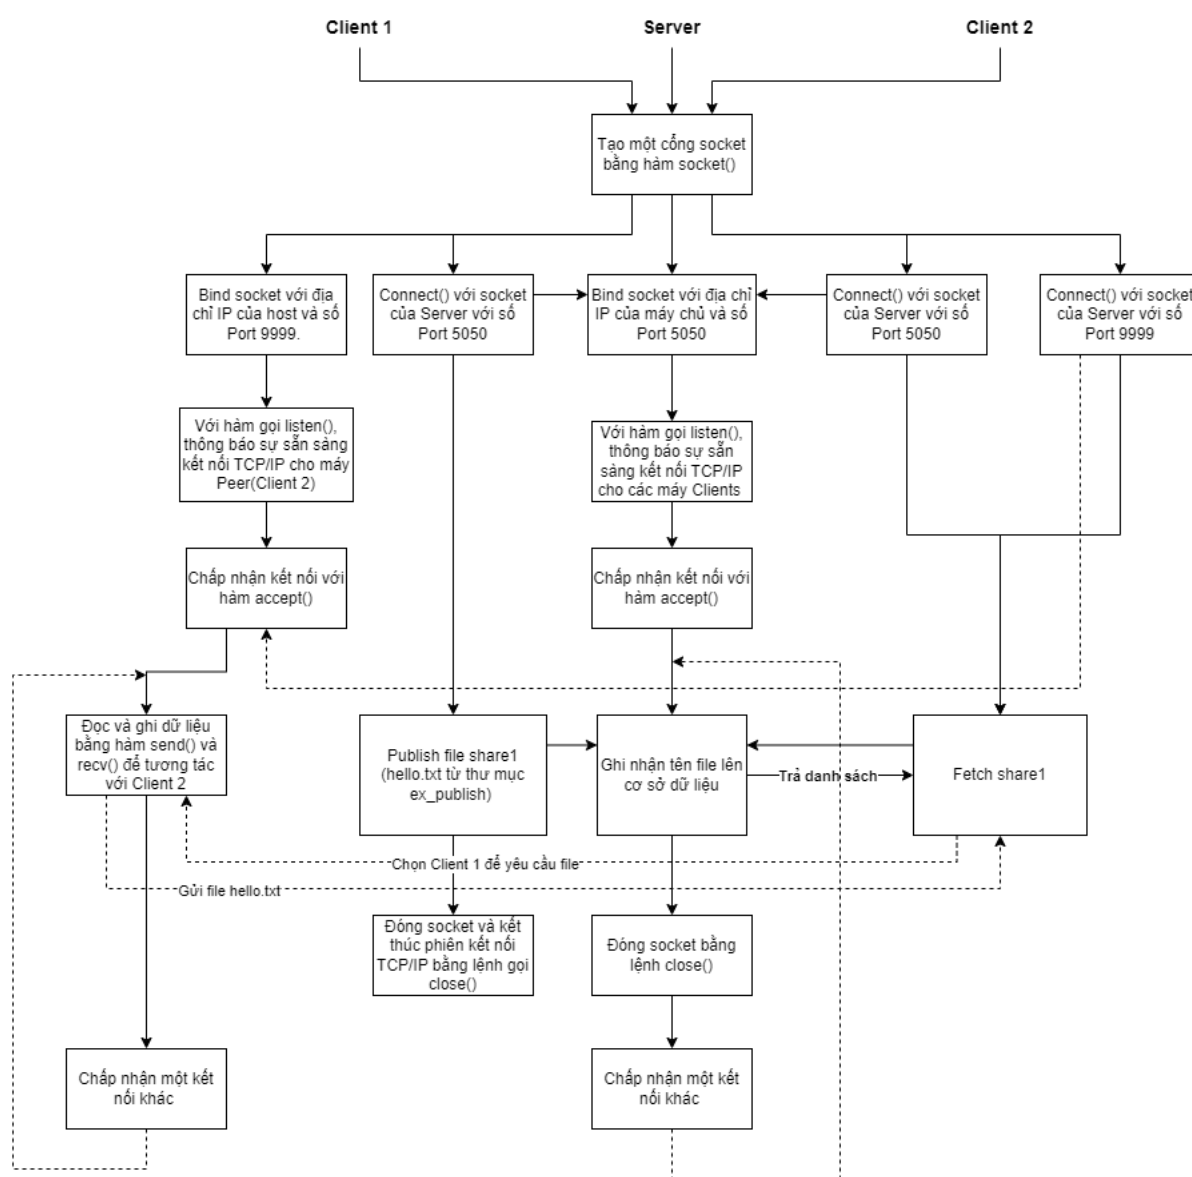 Client 1
Server
Client 2
Tạo một cổng socket
bằng hàm socket()
Bind socket với địa
chỉ IP của host và số
Port 9999.
Connect() với socket
của Server với số
Port 5050
Bind socket với địa chỉ
IP của máy chủ và số
Port 5050
Connect() với socket
của Server với số
Port 5050
Connect() với socket
của Server với số
Port 9999
Với hàm gọi listen(),
thông báo sự sẵn sàng
kết nối TCP/IP cho máy
Peer(Client 2)
Với hàm gọi listen(),
thông báo sự sẵn
sàng kết nối TCP/IP
cho các máy Clients
Chấp nhận kết nối với
hàm accept()
Chấp nhận kết nối với
hàm accept()
Đọc và ghi dữ liệu
bằng hàm send() và
recv() để tương tác
với Client 2
Publish file share1
(hello.txt từ thư mục
ex_publish)
Ghi nhận tên file lên
cơ sở dữ liệu
Trả danh sách
Fetch share1
Chọn Client 1 để yêu cầu file
Gửi file hello.txt
Đóng socket và kết
thúc phiên kết nối
TCP/IP bằng lệnh gọi
close()
Đóng socket bằng
lệnh close()
Chấp nhận một kết
nối khác
Chấp nhận một kết
nối khác